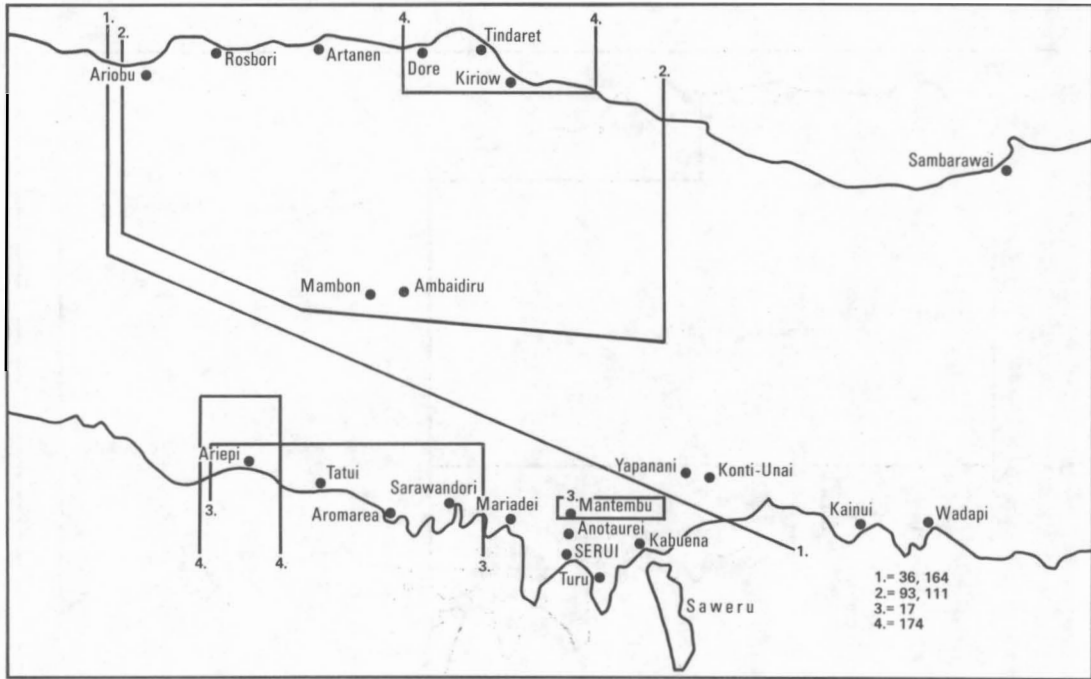 1.
2.
4.
4.
Tindaret
Rosbori
Artanen
Dore
Ariobu
Kiriow
2.
Sambarawai
Mambon
Ambaidiru
Ariepi
Tatui
Yapanani
Konti-Unai
Sarawandori
3.
Mantembu
Mariadei
3.
Aromarea
Anotaurei
Kainui
Wadapi
Kabuena
SERUI
4.
4.
3.
1.
Turu
Saweru
1.= 36, 164
2.= 93, 111
3.= 17
4.= 174